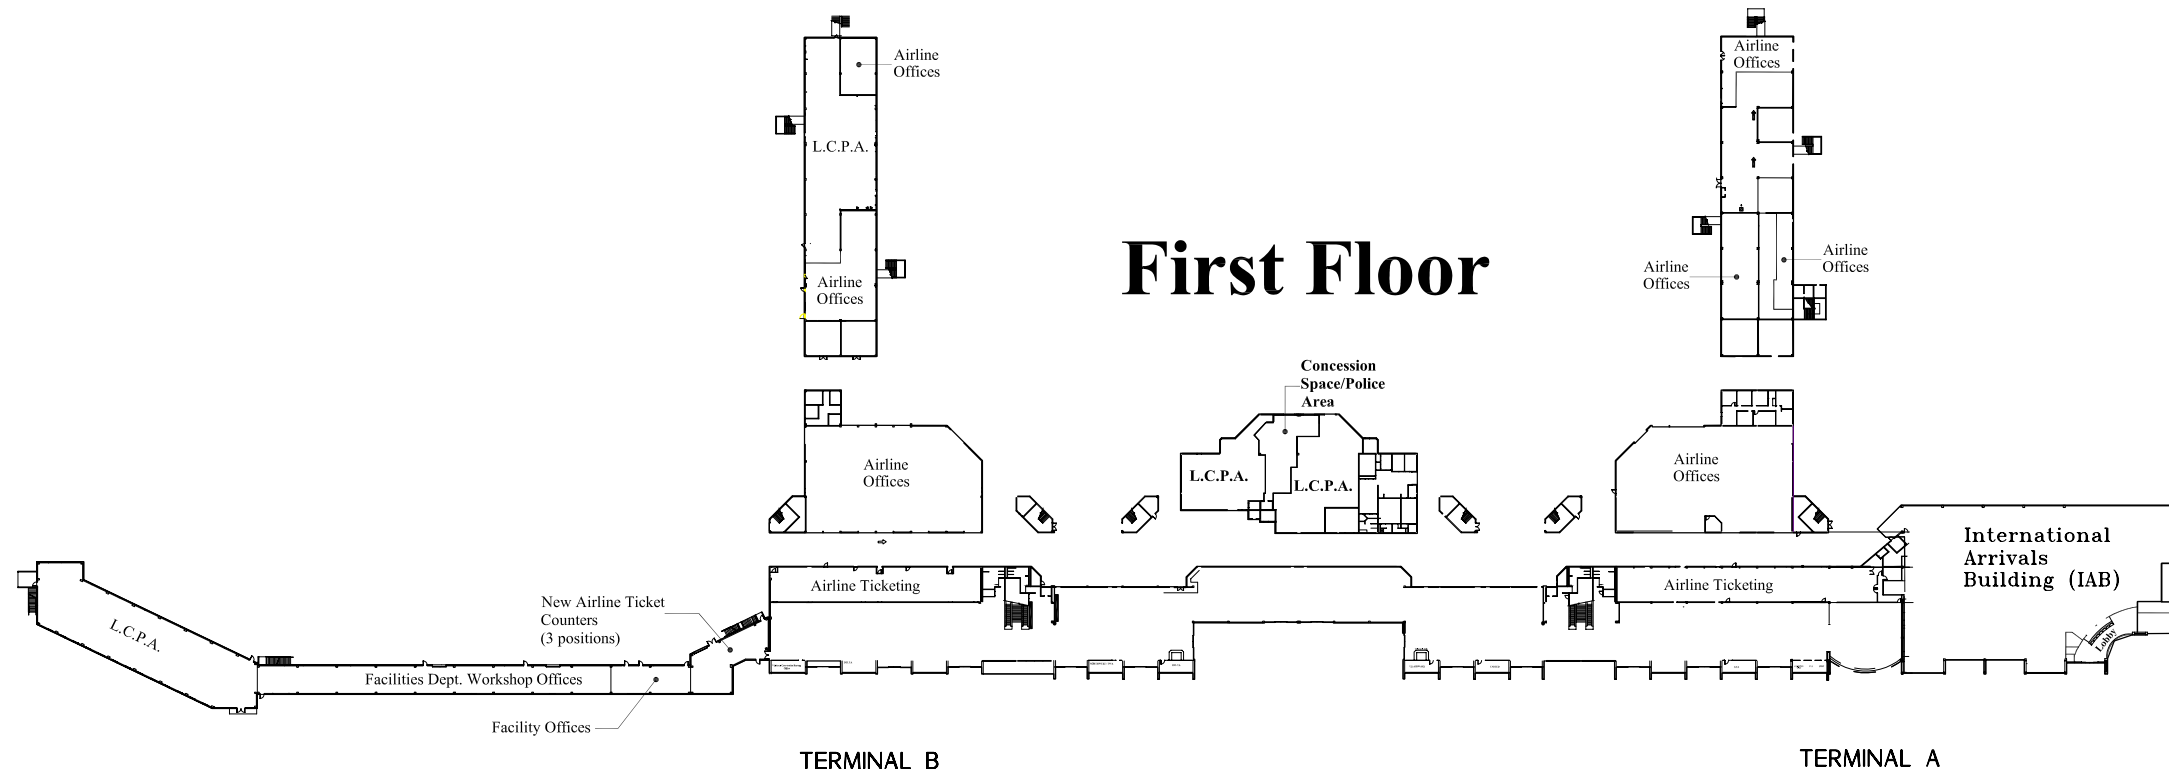 Airline
Offices
Airline
Offices
L.C.P.A.
First Floor
Airline
Offices
Airline
Offices
Airline
Offices
Concession
Space/Police
Area
Airline
Offices
L.C.P.A.
L.C.P.A.
Airline
Offices
International
Arrivals
Building (IAB)
Airline Ticketing
Airline Ticketing
New Airline Ticket
Counters
(3 positions)
L.C.P.A.
Lobby
Facilities Dept. Workshop Offices
Facility Offices
TERMINAL B
TERMINAL A